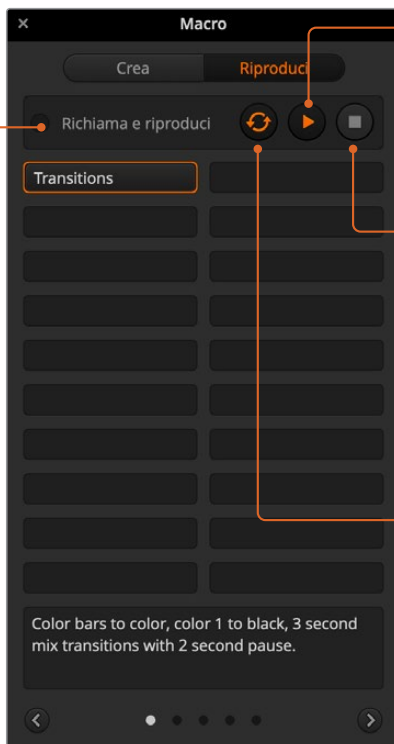 Macro
Crea
Riproduci
Richiama e riproduci
Transitions
Color bars to color, color 1 to black, 3 second
mix transitions with 2 second pause.